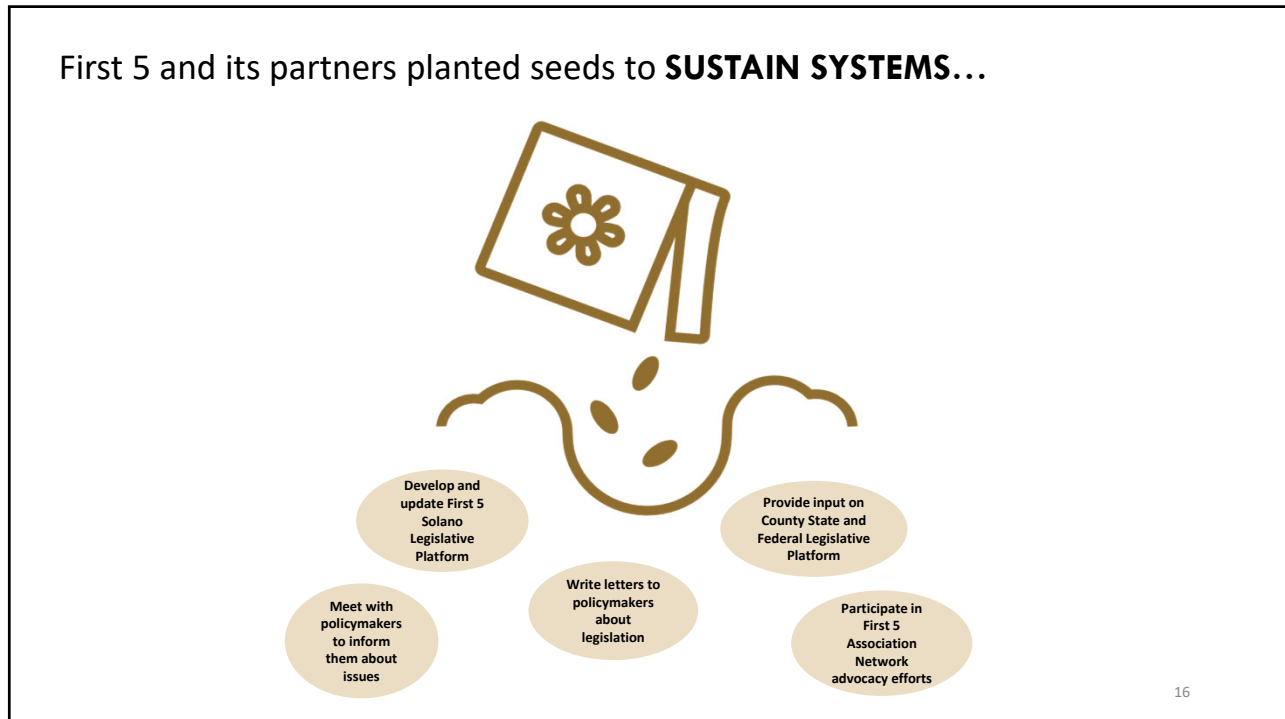 First 5 and its partners planted seeds to SUSTAIN SYSTEMS...
Develop and
update First 5
Solano
Legislative
Platform
Provide input on
County State and
Federal Legislative
Platform
Meet with
policymakers
to inform
them about
issues
Write letters to
policymakers
about
legislation
Participate in
First 5
Association
Network
advocacy efforts
16